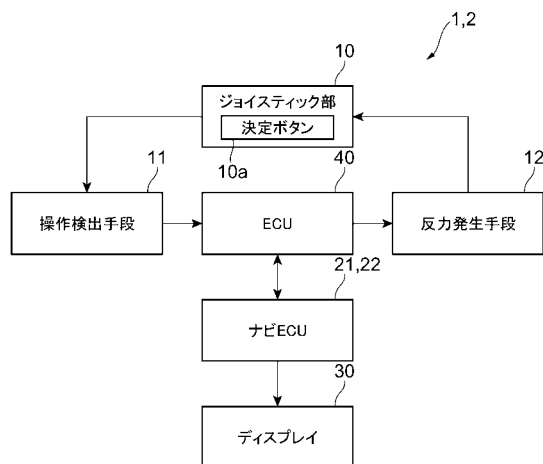 1,2
10
ジョイスティック部
決定ボタン
10a
11
40
12
操作検出手段
ECU
反力発生手段
21,22
ナビECU
30
ディスプレイ